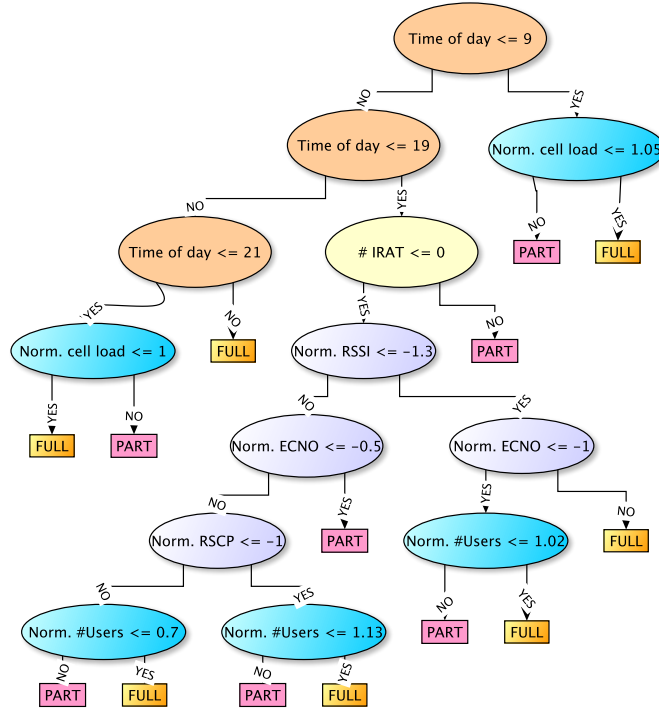 Time of day <= 9
NO
YES
Time of day <= 19
Norm. cell load <= 1.05
NO
YES
NO
YES
Time of day <= 21
# IRAT <= 0
PART
FULL
YES
NO
YES
NO
Norm. cell load <= 1
FULL
Norm. RSSI <= −1.3
PART
YES
NO
NO
YES
FULL
PART
Norm. ECNO <= −0.5
Norm. ECNO <= −1
NO
YES
YES
NO
Norm. RSCP <= −1
PART
Norm. #Users <= 1.02
FULL
NO
YES
NO
YES
Norm. #Users <= 0.7
Norm. #Users <= 1.13
PART
FULL
NO
YES
NO
YES
PART
FULL
PART
FULL